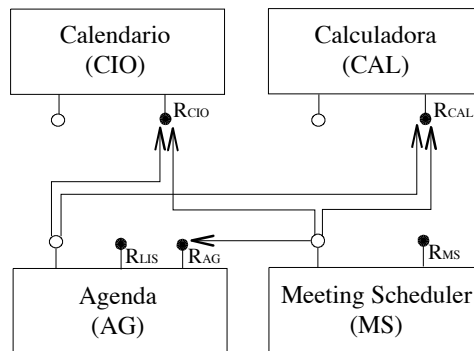 Calendario
(CIO)
Calculadora
(CAL)
RCIO
RCAL
RLIS
RAG
RMS
Agenda
(AG)
Meeting Scheduler
(MS)